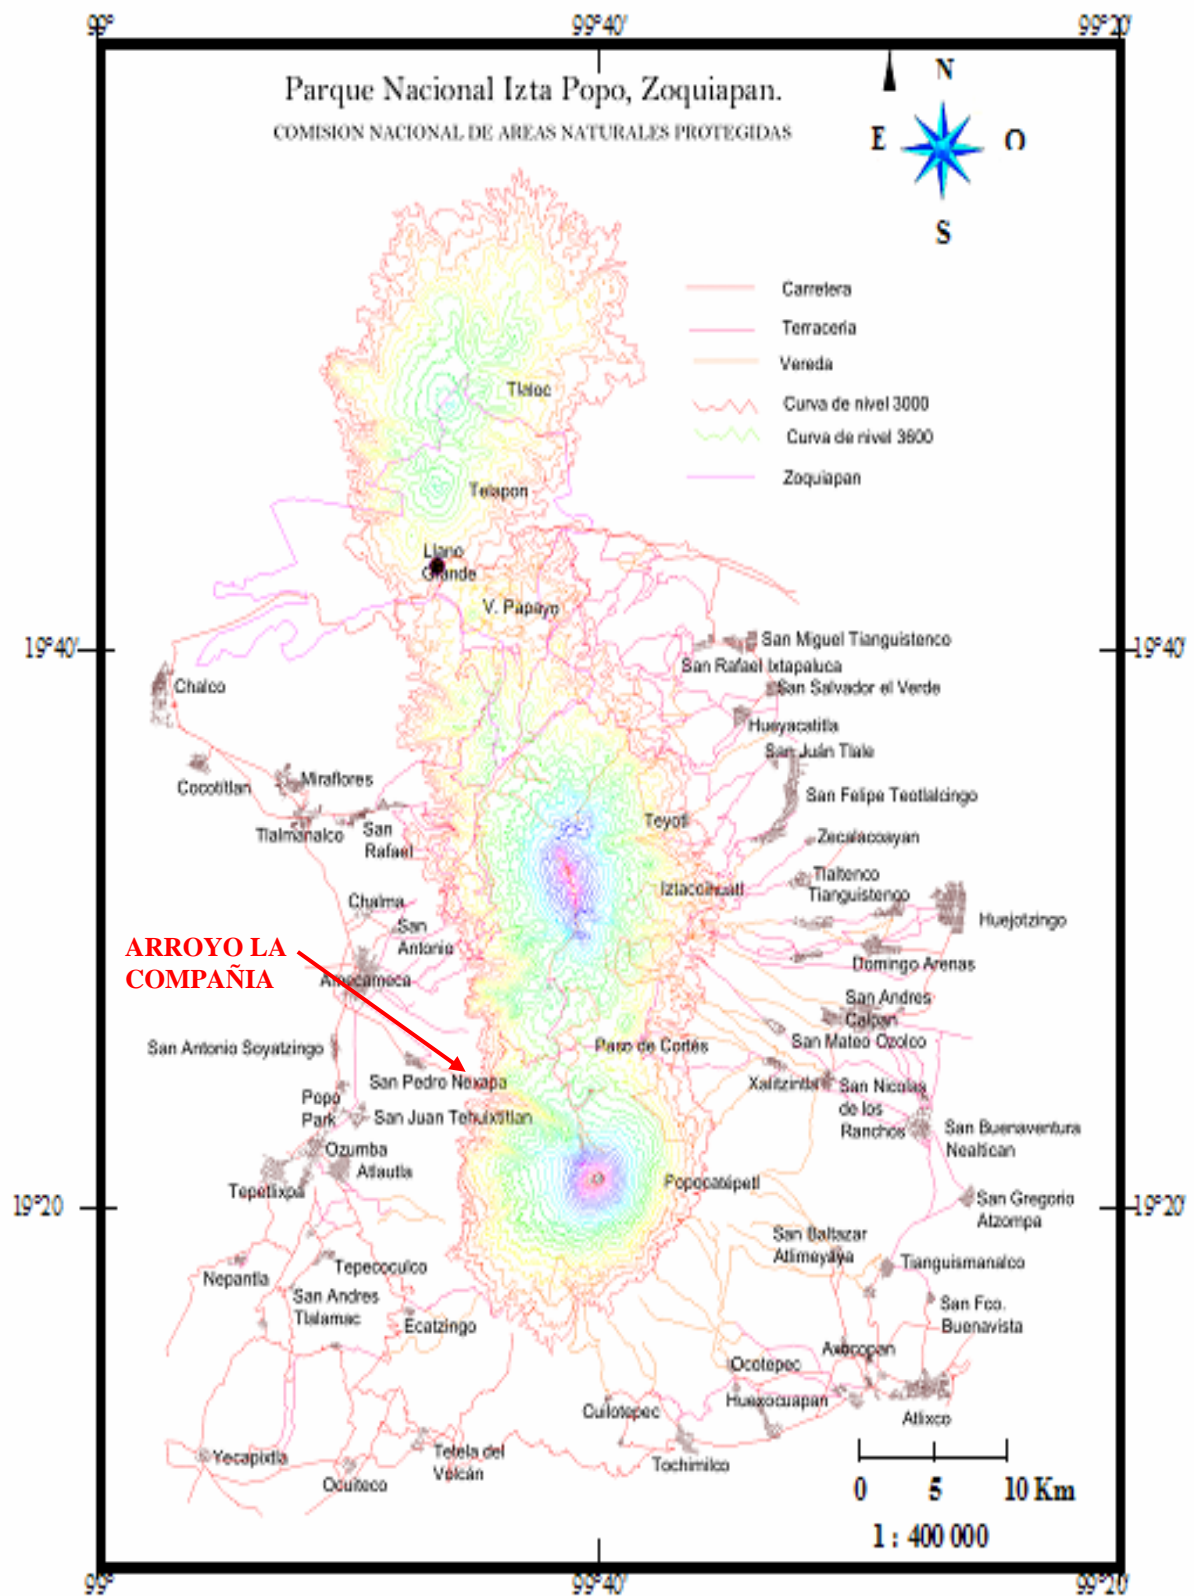 99°
99°40'
99°20'
Parque Nacional Izta Popo, Zoquiapan.
COMISION NACIONAL DE AREAS NATURALES PROTEGIDAS
N
E
O
S
Carretera
Terraceria
Vereda
Curva de nivel 3000
Curva de nivel 3600
Zoquiapan
Tlaloc
Telapon
Llano
Grande
V. Papayo
19°40'
19°40'
San Miguel Tianguistenco
San Rafael Ixtapaluca
San Salvador el Verde
Chalco
Hueyacatitla
San Juán Tlale
Cocotitlan
Miraflores
San Felipe Teotlalcingo
Teyotl
Tlalmanalco
San
Rafael
Zecalacoayan
Tlaltenco
Tianguistenco
Iztaccihuatl
Chalma
Huejotzingo
San
Antonio
ARROYO LA
COMPAÑIA
Amecameca
Domingo Arenas
San Andres
Calpan
San Antonio Soyatzingo
Paso de Cortés
San Mateo Ozolco
San Pedro Nexapa
Xalitzintla
San Nicolas
de los
Ranchos
Popo
Park
San Juan Tehuixtitlan
San Buenaventura
Nealtican
Ozumba
Atlautla
Tepetlixpa
Popocatépetl
19°20
19°20'
San Gregorio
Atzompa
San Baltazar
Atlimeyaya
Tianguismanalco
Nepantla
Tepecoculco
San Andres
Tlalamac
Ecatzingo
San Fco.
Buenavista
Axocopan
Ocotepec
Huexocuapan
Cuilotepec
Atlixco
Yecapixtla
Tetela del
Volcán
Ocuiteco
Tochimilco
0 5 10 Km
1 : 400 000
99°
99°40'
99°20'